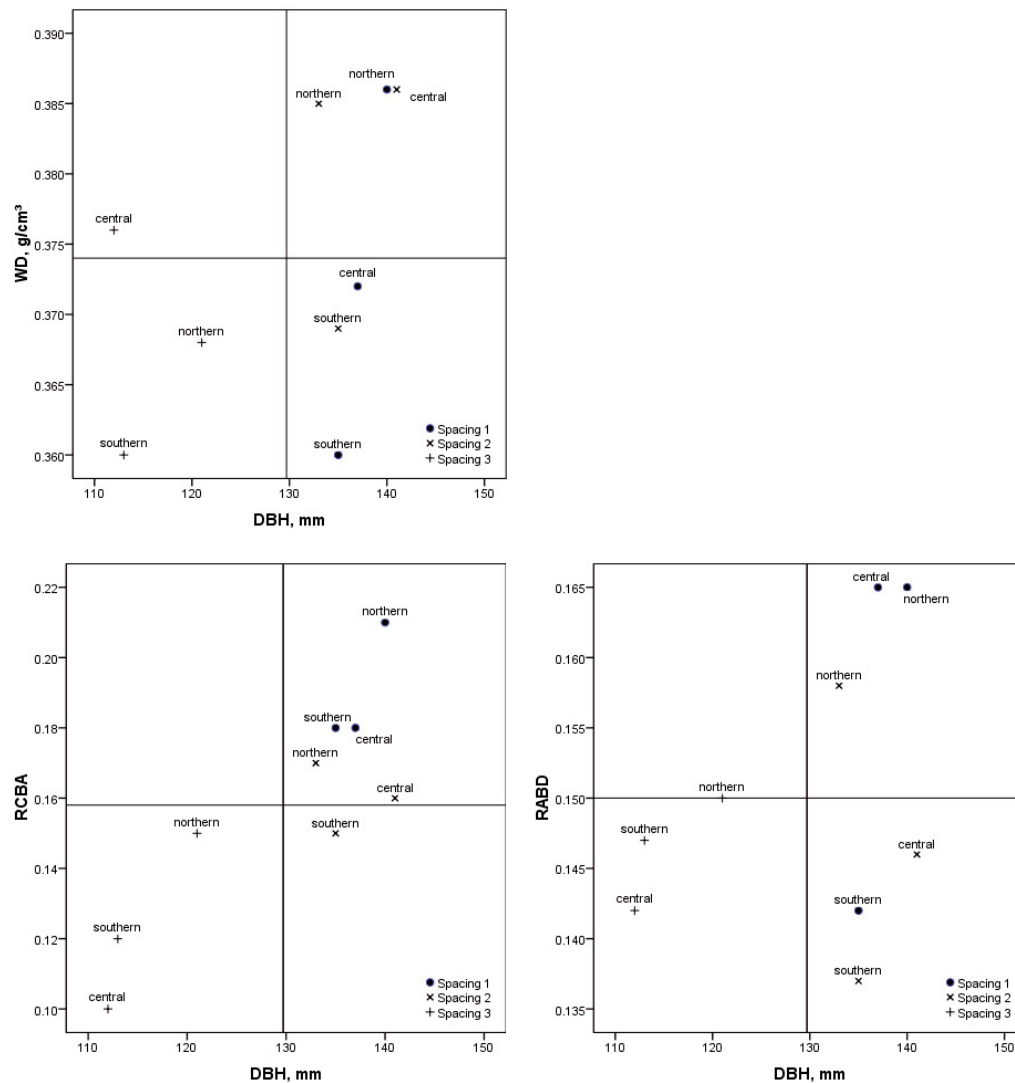 0.390
northern
northern
central
0.385
0.380
central
0.375
WD, g/cm³
central
southern
0.370
northern
0.365
southern
southern
0.360
Spacing 1
Spacing 2
Spacing 3
110 120 130 140 150
DBH, mm
0.22
northern
0.20
southern
0.18
central
northern
central
0.16
RCBA
northern
southern
0.14
southern
0.12
central
0.10
Spacing 1
Spacing 2
Spacing 3
110 120 130 140 150
DBH, mm
central
0.165
northern
0.160
northern
0.155
northern
0.150
RABD
southern
central
0.145
central
southern
0.140
southern
0.135
Spacing 1
Spacing 2
Spacing 3
110 120 130 140 150
DBH, mm